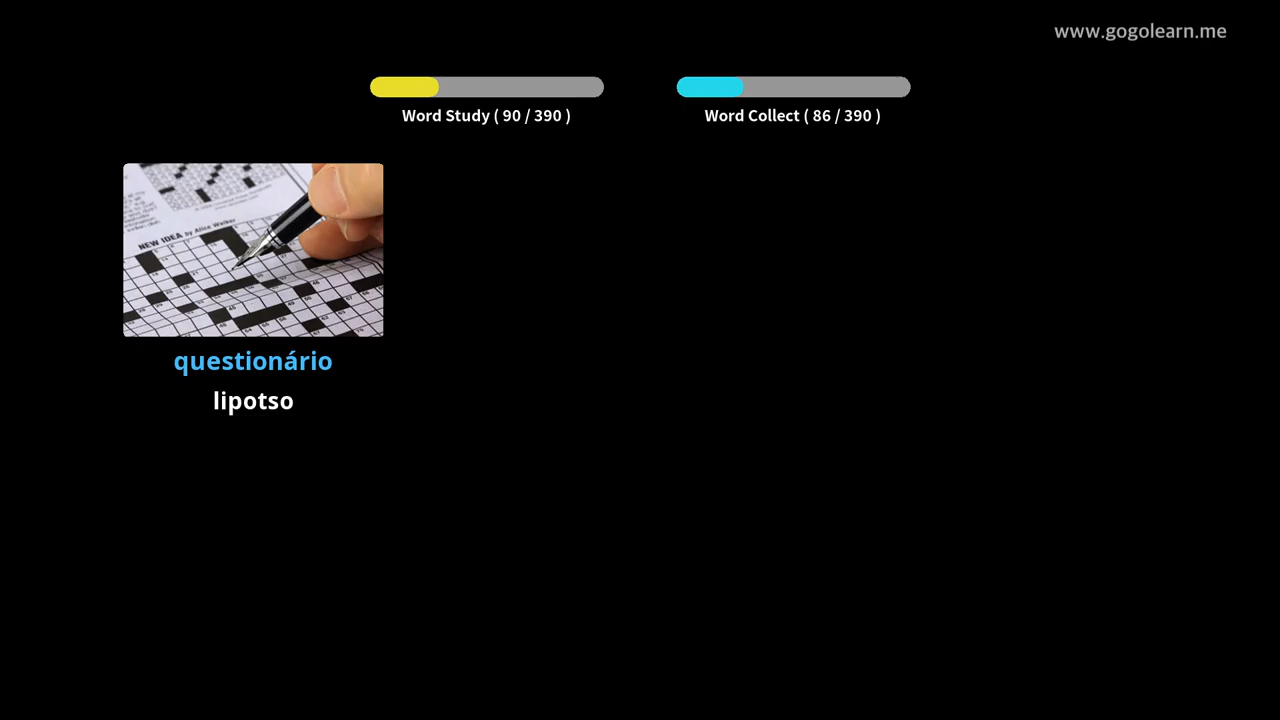 www.gogolearn.me
Word Study ( 90 / 390 )
Word Collect ( 86 / 390 )
NEW IDEA by Alice Walker
questionário
lipotso